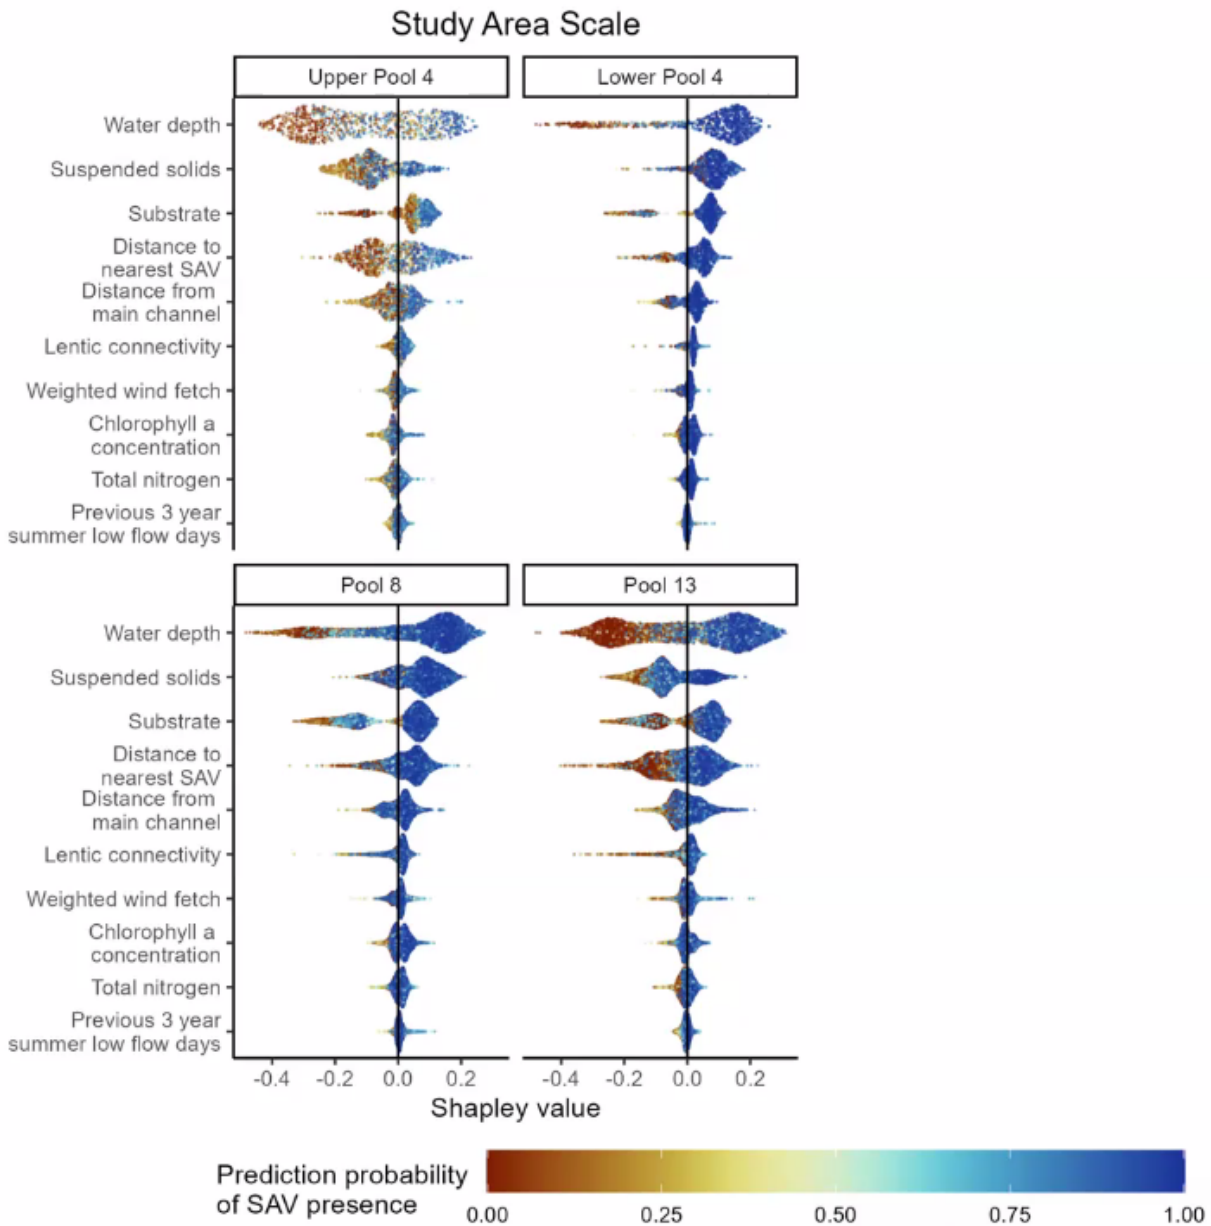 Study Area Scale
Upper Pool 4
Lower Pool 4
Water depth
Suspended solids
Substrate
Distance to
nearest SAV
Distance from
main channel
Lentic connectivity
Weighted wind fetch
Chlorophyll a
concentration
Total nitrogen
Previous 3 year
summer low flow days
Pool 8
Pool 13
Water depth
Suspended solids
Substrate
Distance to
nearest SAV
Distance from
main channel
Lentic connectivity
Weighted wind fetch
Chlorophyll a
concentration
Total nitrogen
Previous 3 year
summer low flow days
-0.4 -0.2 0.0 0.2
-0.4 -0.2 0.0 0.2
Shapley value
Prediction probability
of SAV presence
0.00 0.25 0.50 0.75 1.00